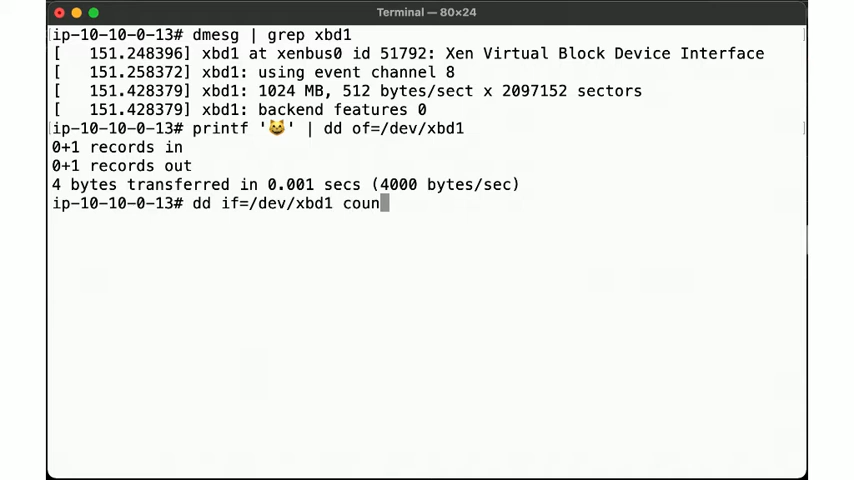 Terminal — 80×24
ip-10-10-0-13# dmesg | grep xbd1
[   151.248396] xbd1 at xenbus0 id 51792: Xen Virtual Block Device Interface
[   151.258372] xbd1: using event channel 8
[   151.428379] xbd1: 1024 MB, 512 bytes/sect x 2097152 sectors
[   151.428379] xbd1: backend features 0
ip-10-10-0-13# printf '😺' | dd of=/dev/xbd1
0+1 records in
0+1 records out
4 bytes transferred in 0.001 secs (4000 bytes/sec)
ip-10-10-0-13# dd if=/dev/xbd1 coun